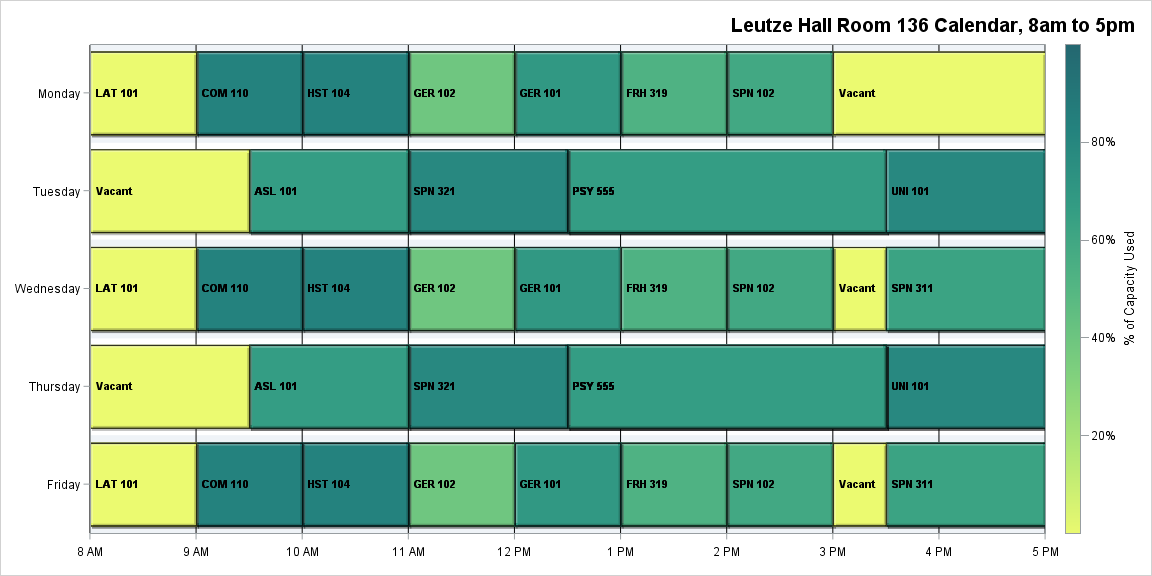 Leutze Hall Room 136 Calendar, 8am to 5pm
Monday
LAT 101
COM 110
HST 104
GER 102
GER 101
FRH 319
SPN 102
Vacant
Tuesday
Vacant
ASL 101
SPN 321
PSY 555
UNI 101
Wednesday
LAT 101
COM 110
HST 104
GER 102
GER 101
FRH 319
SPN 102
Vacant
SPN 311
Thursday
Vacant
ASL 101
SPN 321
PSY 555
UNI 101
Friday
LAT 101
COM 110
HST 104
GER 102
GER 101
FRH 319
SPN 102
Vacant
SPN 311
8 AM
9 AM
10 AM
11 AM
12 PM
1 PM
2 PM
3 PM
4 PM
5 PM
80%
60%
40%
20%
% of Capacity Used